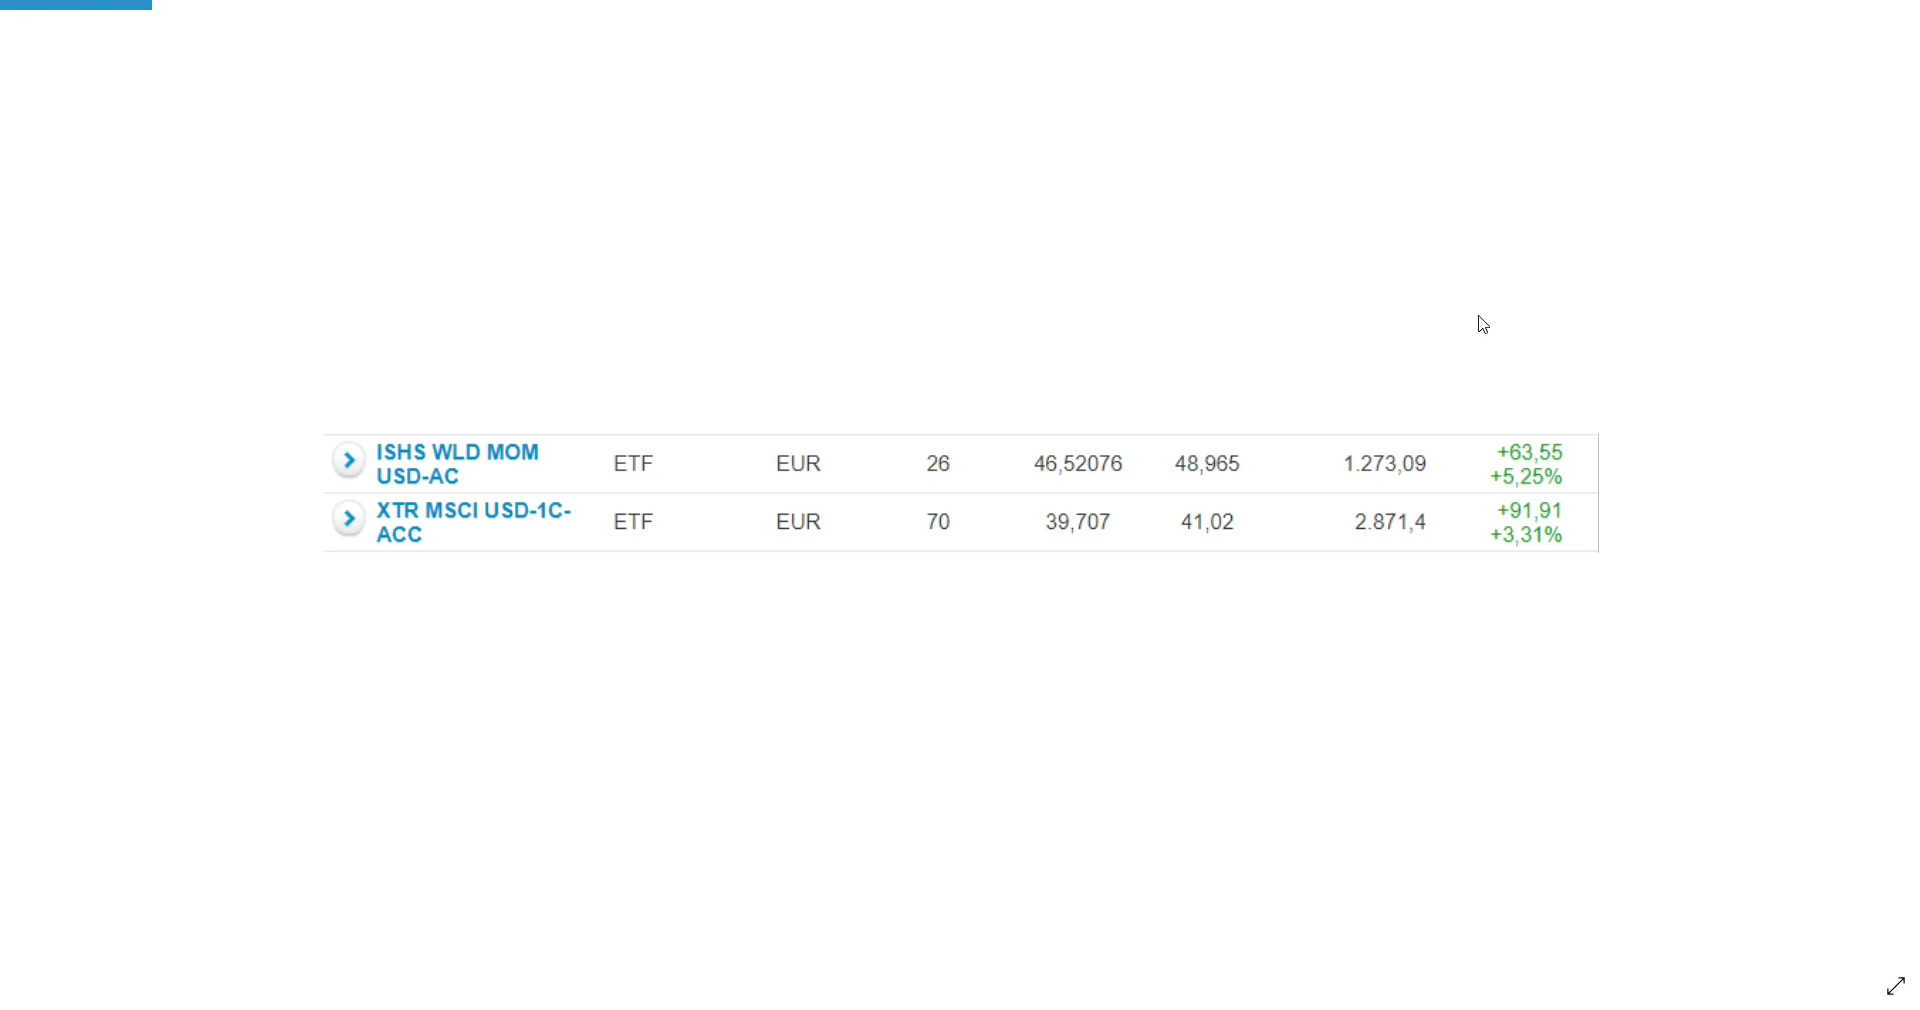 ISHS WLD MOM
USD-AC
ETF EUR 26 46,52076 48,965 1.273,09 +63,55
+5,25%
XTR MSCI USD-1C-
ACC
ETF EUR 70 39,707 41,02 2.871,4 +91,91
+3,31%